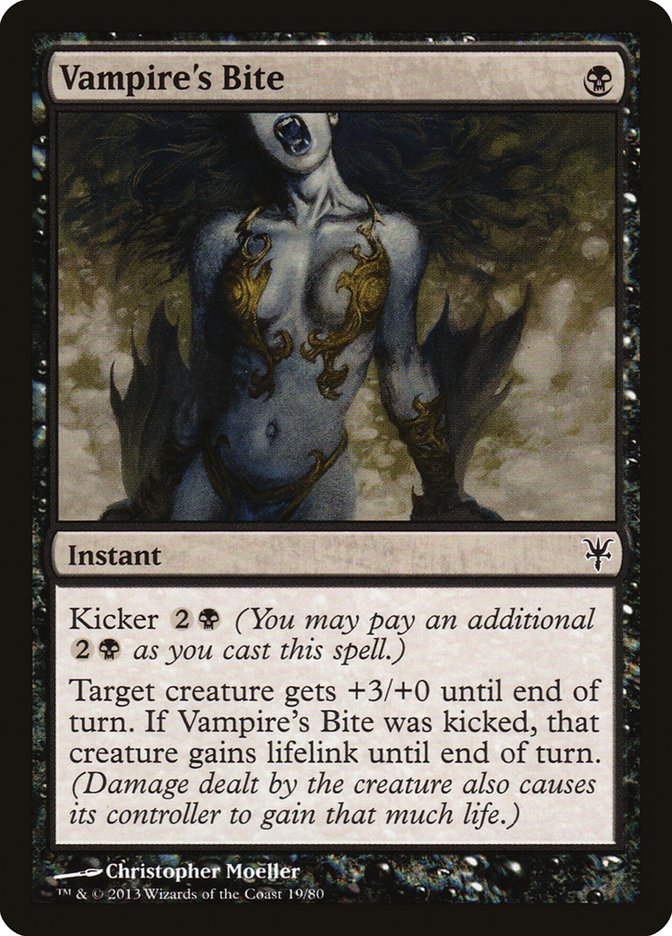 Vampire's Bite
Instant
Kicker 2 (You may pay an additional
2 as you cast this spell.)
Target creature gets +3/+0 until end of
turn. If Vampire's Bite was kicked, that
creature gains lifelink until end of turn.
(Damage dealt by the creature also causes
its controller to gain that much life.)
Christopher Moeller
™ & © 2013 Wizards of the Coast 19/80